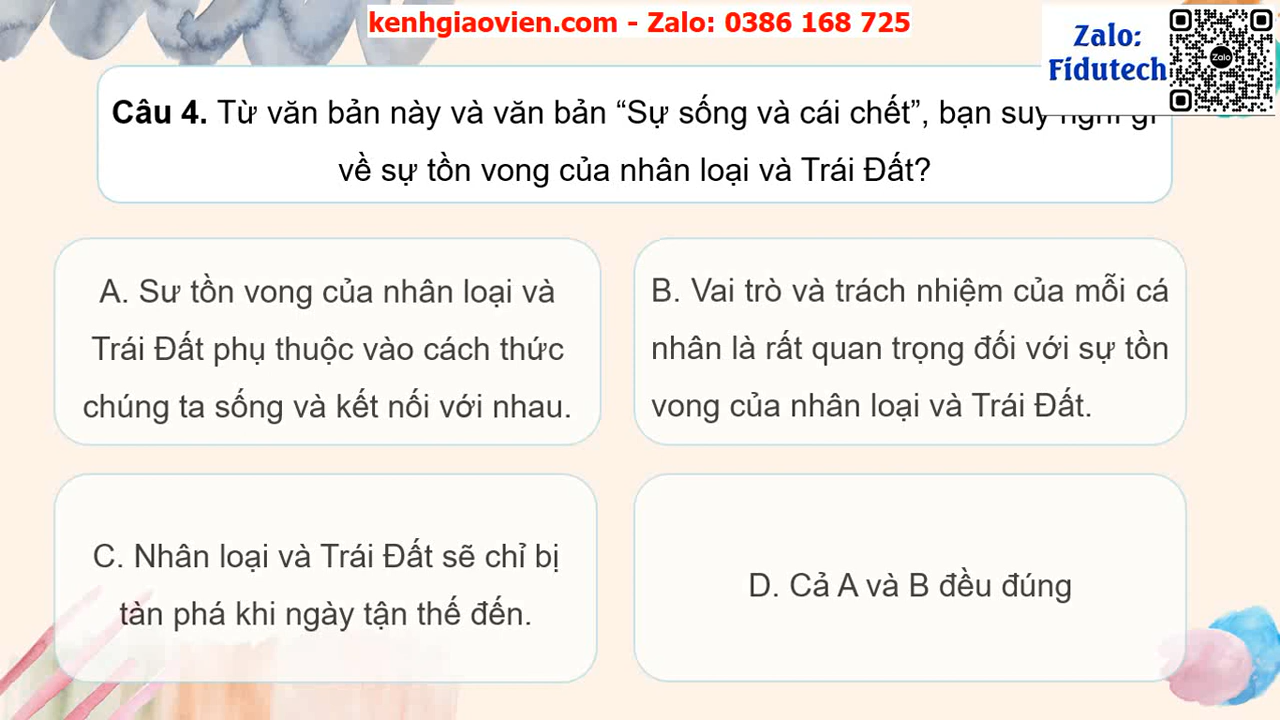 kenhgiaovien.com - Zalo: 0386 168 725
Zalo:
Fidutech
Zalo
Câu 4. Từ văn bản này và văn bản “Sự sống và cái chết”, bạn suy nghĩ gì
về sự tồn vong của nhân loại và Trái Đất?
A. Sư tồn vong của nhân loại và
Trái Đất phụ thuộc vào cách thức
chúng ta sống và kết nối với nhau.
B. Vai trò và trách nhiệm của mỗi cá
nhân là rất quan trọng đối với sự tồn
vong của nhân loại và Trái Đất.
C. Nhân loại và Trái Đất sẽ chỉ bị
tàn phá khi ngày tận thế đến.
D. Cả A và B đều đúng